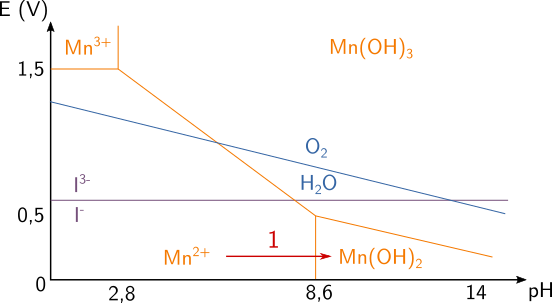 E (V)
Mn³⁺
Mn(OH)₃
1,5
O₂
I³⁻
H₂O
0,5
I⁻
1
Mn²⁺
Mn(OH)₂
0
2,8
8,6
14
pH